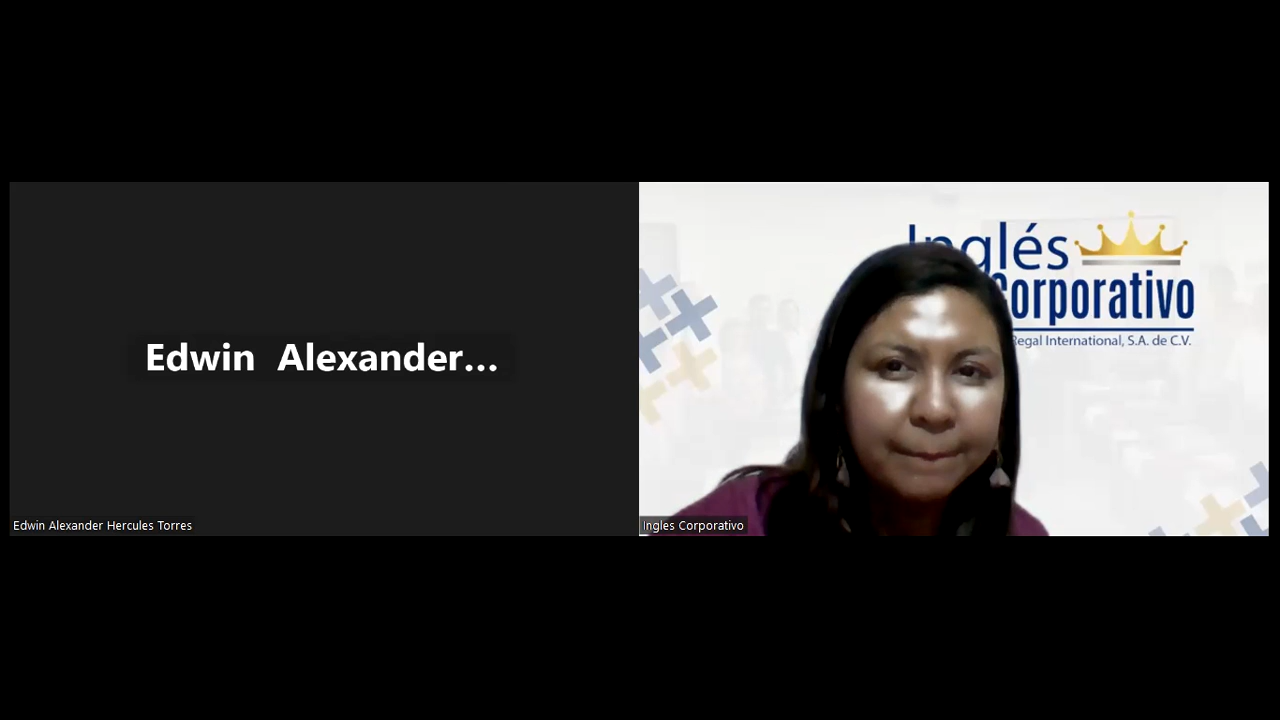 Edwin Alexander...
Edwin Alexander Hercules Torres
Inglés
Corporativo
Regal International, S.A. de C.V.
Ingles Corporativo